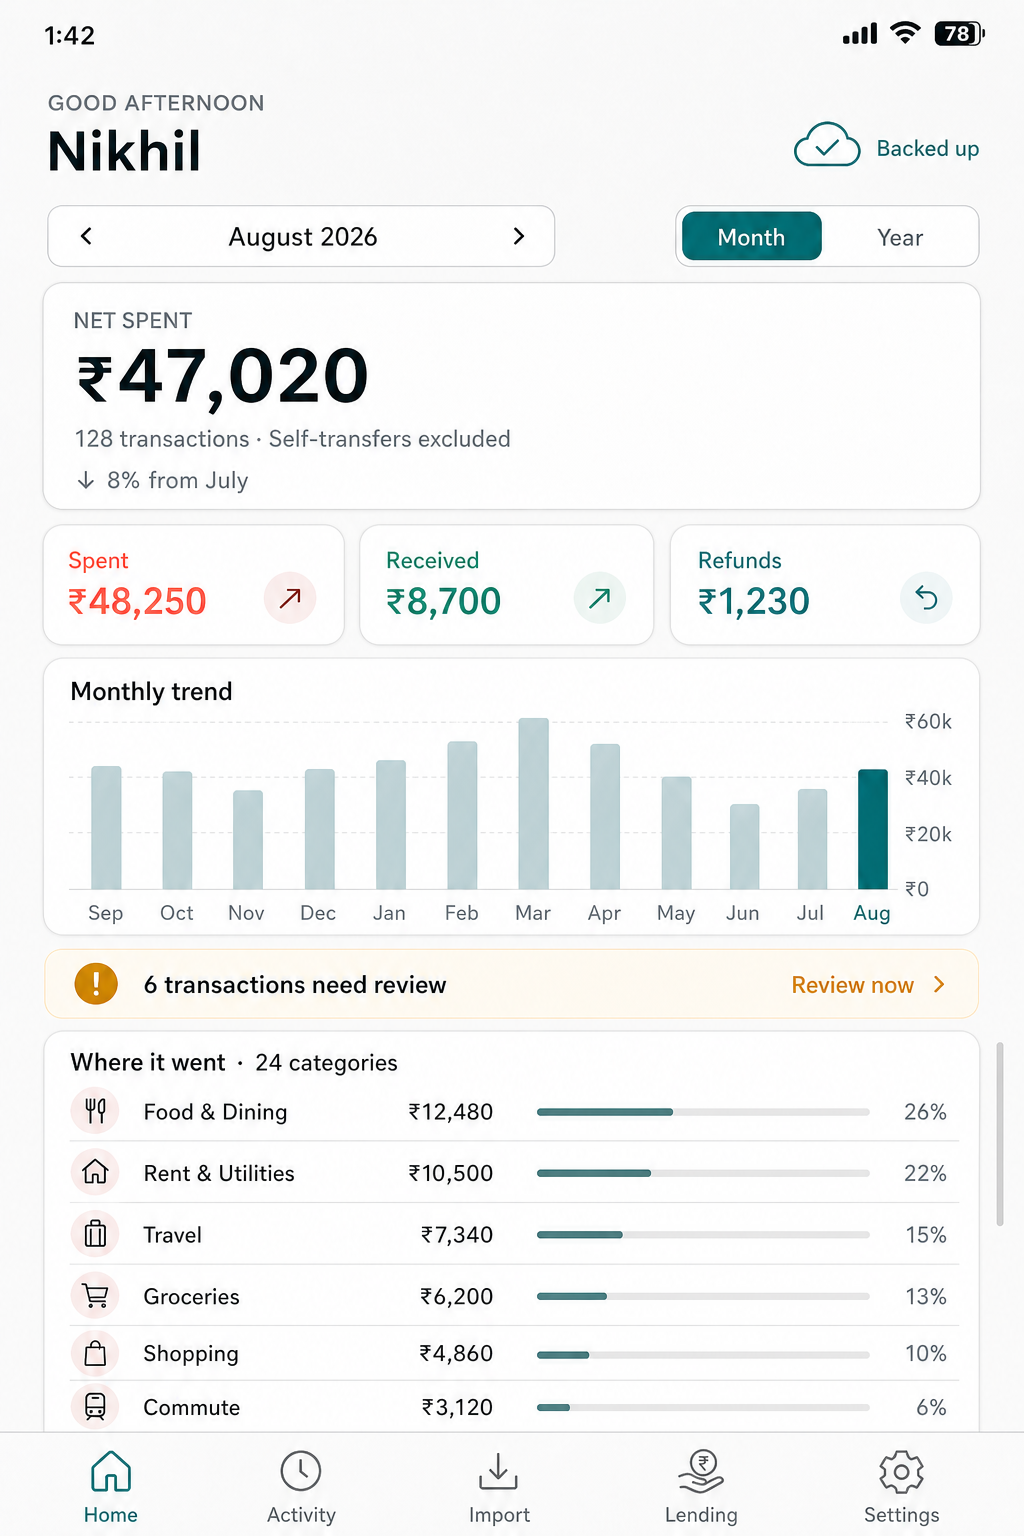 1:42
78
GOOD AFTERNOON
Nikhil
Backed up
August 2026
Month
Year
NET SPENT
₹47,020
128 transactions · Self-transfers excluded
↓ 8% from July
Spent
₹48,250
Received
₹8,700
Refunds
₹1,230
Monthly trend
₹60k
₹40k
₹20k
₹0
Sep Oct Nov Dec Jan Feb Mar Apr May Jun Jul Aug
! 6 transactions need review
Review now
Where it went · 24 categories
Food & Dining ₹12,480 26%
Rent & Utilities ₹10,500 22%
Travel ₹7,340 15%
Groceries ₹6,200 13%
Shopping ₹4,860 10%
Commute ₹3,120 6%
₹
Home Activity Import Lending Settings